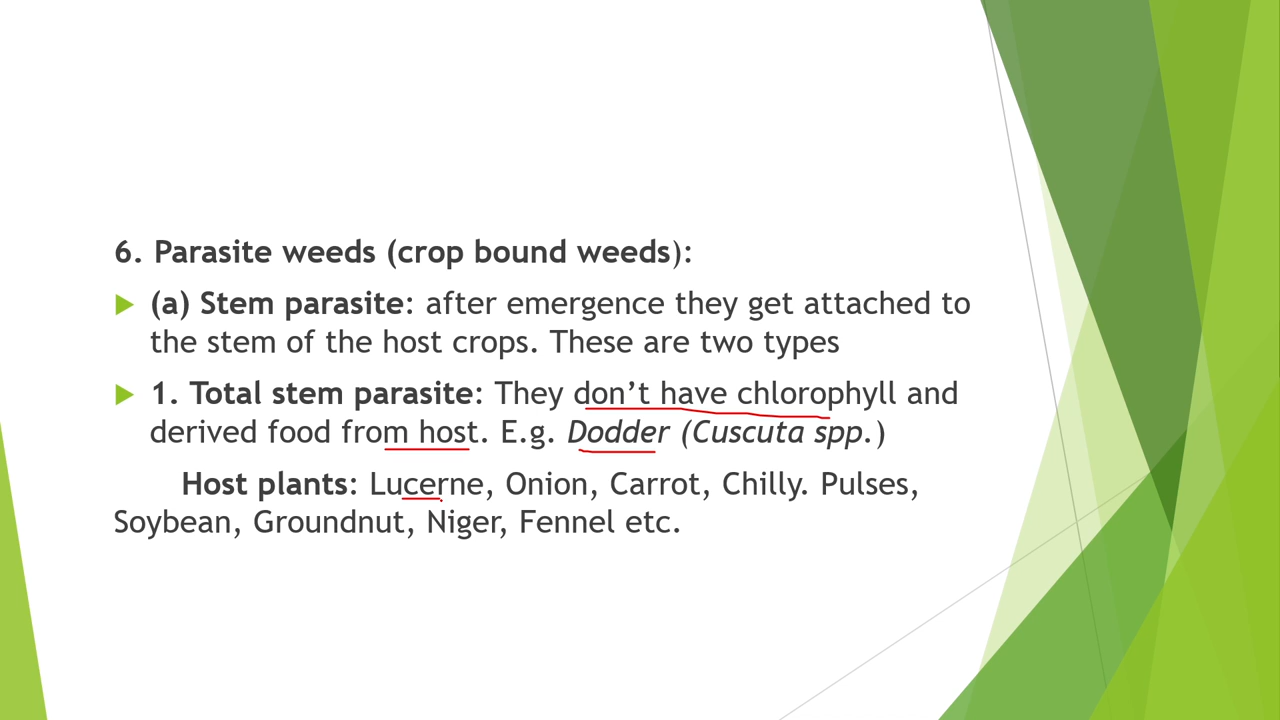 6. Parasite weeds (crop bound weeds):
(a) Stem parasite: after emergence they get attached to
the stem of the host crops. These are two types
1. Total stem parasite: They don’t have chlorophyll and
derived food from host. E.g. Dodder (Cuscuta spp.)
Host plants: Lucerne, Onion, Carrot, Chilly. Pulses,
Soybean, Groundnut, Niger, Fennel etc.